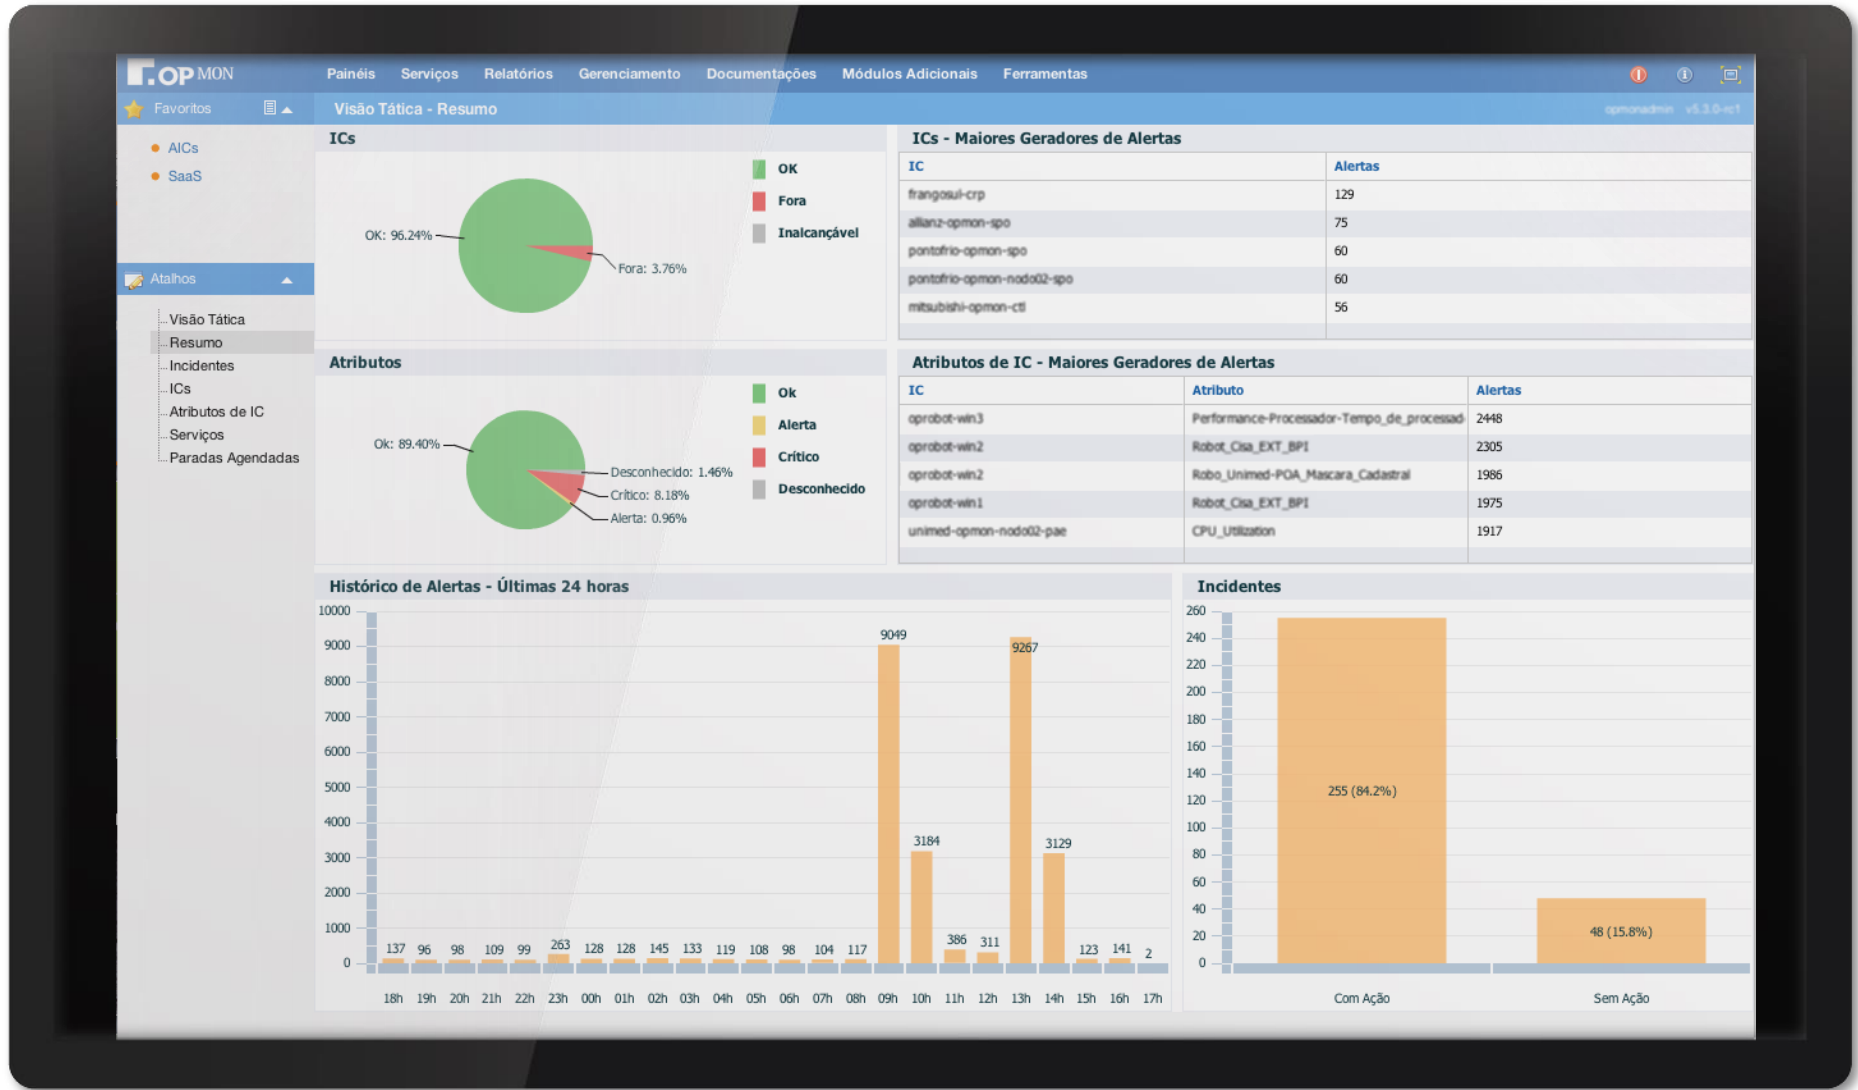 OPMON
Painéis Serviços Relatórios Gerenciamento Documentações Módulos Adicionais Ferramentas
Favoritos
Visão Tática - Resumo
opmonadmin v5.3.0-rc1
AICs
SaaS
Atalhos
Visão Tática
Resumo
Incidentes
ICs
Atributos de IC
Serviços
Paradas Agendadas
ICs
OK: 96.24%
Fora: 3.76%
OK
Fora
Inalcançável
ICs - Maiores Geradores de Alertas
IC Alertas
frangosul-crp 129
allianz-opmon-spo 75
pontofrio-opmon-spo 60
pontofrio-opmon-nodo02-spo 60
mitsubishi-opmon-ctl 56
Atributos
Ok: 89.40%
Desconhecido: 1.46%
Crítico: 8.18%
Alerta: 0.96%
Ok
Alerta
Crítico
Desconhecido
Atributos de IC - Maiores Geradores de Alertas
IC Atributo Alertas
oprobot-win3 Performance-Processador-Tempo_de_processad 2448
oprobot-win2 Robot_Cisa_EXT_BPI 2305
oprobot-win2 Robo_Unimed-POA_Mascara_Cadastral 1986
oprobot-win1 Robot_Cisa_EXT_BPI 1975
unimed-opmon-nodo02-pae CPU_Utilization 1917
Histórico de Alertas - Últimas 24 horas
10000
9000
8000
7000
6000
5000
4000
3000
2000
1000
0
137 96 98 109 99 263 128 128 145 133 119 108 98 104 117 9049 3184 386 311 9267 3129 123 141 2
18h 19h 20h 21h 22h 23h 00h 01h 02h 03h 04h 05h 06h 07h 08h 09h 10h 11h 12h 13h 14h 15h 16h 17h
Incidentes
260
240
220
200
180
160
140
120
100
80
60
40
20
0
255 (84.2%)
48 (15.8%)
Com Ação Sem Ação